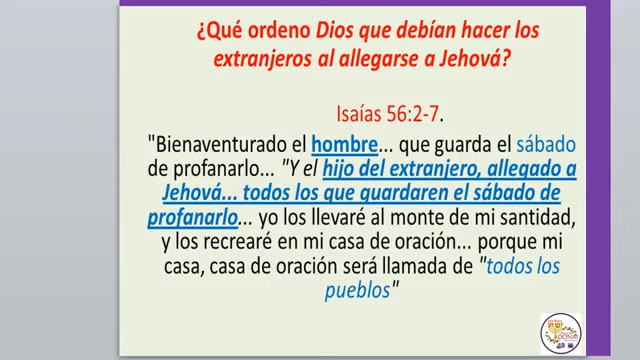 ¿Qué ordeno Dios que debían hacer los
extranjeros al allegarse a Jehová?
Isaías 56:2-7.
"Bienaventurado el hombre... que guarda el sábado
de profanarlo... "Y el hijo del extranjero, allegado a
Jehová... todos los que guardaren el sábado de
profanarlo... yo los llevaré al monte de mi santidad,
y los recrearé en mi casa de oración... porque mi
casa, casa de oración será llamada de "todos los
pueblos"